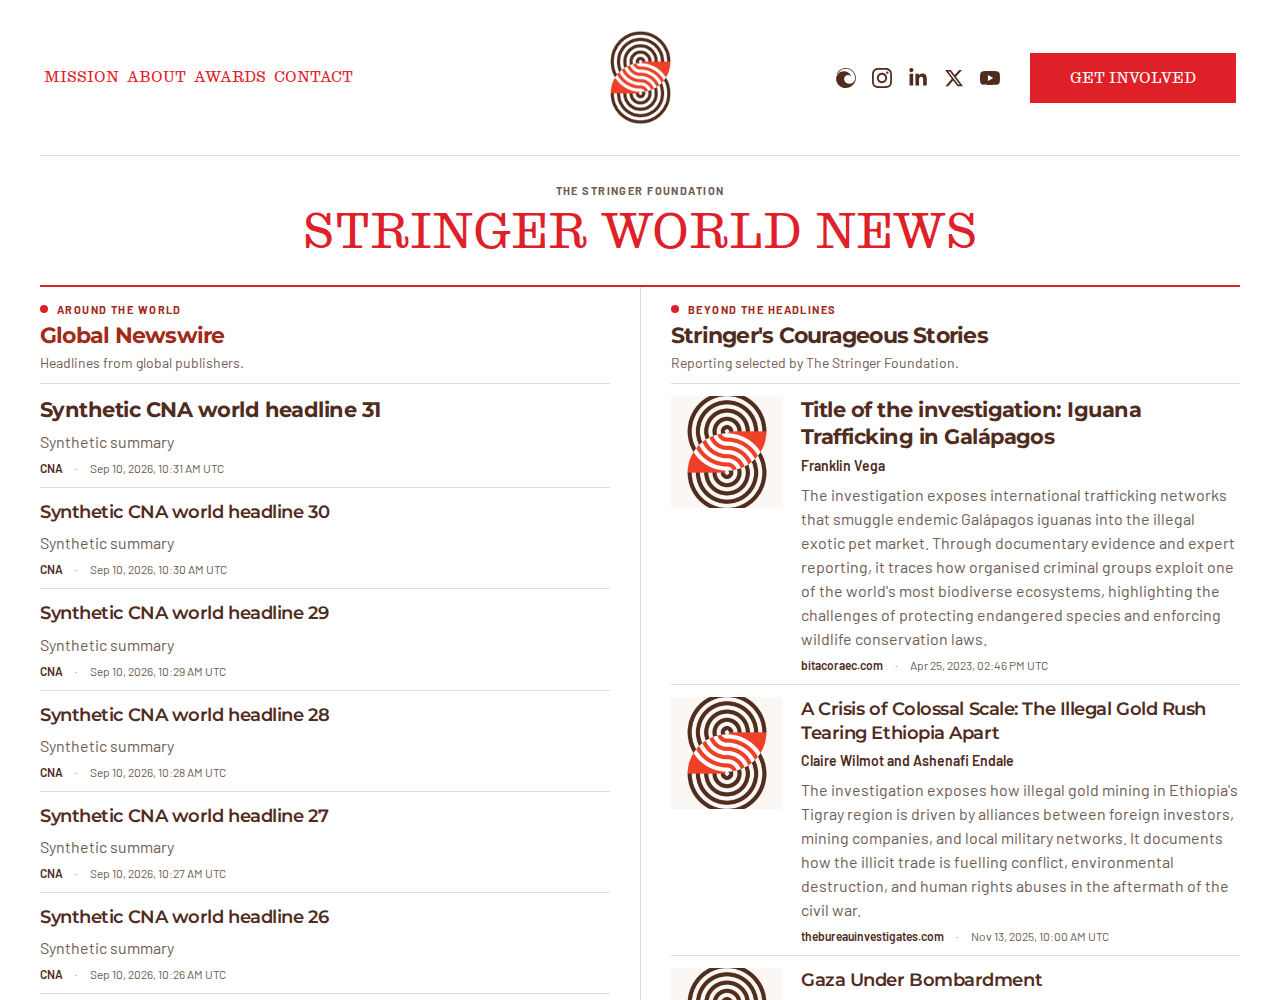 MISSION ABOUT AWARDS CONTACT
GET INVOLVED
THE STRINGER FOUNDATION
STRINGER WORLD NEWS
AROUND THE WORLD
Global Newswire
Headlines from global publishers.
Synthetic CNA world headline 31
Synthetic summary
CNA · Sep 10, 2026, 10:31 AM UTC
Synthetic CNA world headline 30
Synthetic summary
CNA · Sep 10, 2026, 10:30 AM UTC
Synthetic CNA world headline 29
Synthetic summary
CNA · Sep 10, 2026, 10:29 AM UTC
Synthetic CNA world headline 28
Synthetic summary
CNA · Sep 10, 2026, 10:28 AM UTC
Synthetic CNA world headline 27
Synthetic summary
CNA · Sep 10, 2026, 10:27 AM UTC
Synthetic CNA world headline 26
Synthetic summary
CNA · Sep 10, 2026, 10:26 AM UTC
BEYOND THE HEADLINES
Stringer's Courageous Stories
Reporting selected by The Stringer Foundation.
Title of the investigation: Iguana
Trafficking in Galápagos
Franklin Vega
The investigation exposes international trafficking networks
that smuggle endemic Galápagos iguanas into the illegal
exotic pet market. Through documentary evidence and expert
reporting, it traces how organised criminal groups exploit one
of the world's most biodiverse ecosystems, highlighting the
challenges of protecting endangered species and enforcing
wildlife conservation laws.
bitacoraec.com · Apr 25, 2023, 02:46 PM UTC
A Crisis of Colossal Scale: The Illegal Gold Rush
Tearing Ethiopia Apart
Claire Wilmot and Ashenafi Endale
The investigation exposes how illegal gold mining in Ethiopia's
Tigray region is driven by alliances between foreign investors,
mining companies, and local military networks. It documents
how the illicit trade is fuelling conflict, environmental
destruction, and human rights abuses in the aftermath of the
civil war.
thebureauinvestigates.com · Nov 13, 2025, 10:00 AM UTC
Gaza Under Bombardment